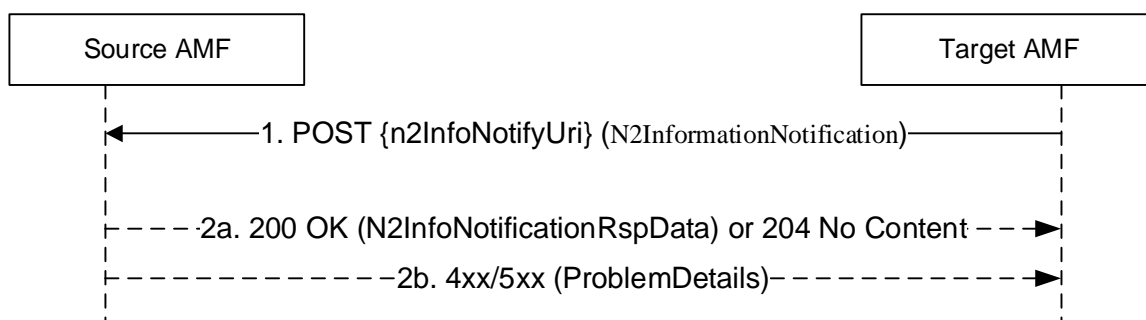 Source AMF
Target AMF
1. POST {n2InfoNotifyUri} (N2InformationNotification)
2a. 200 OK (N2InfoNotificationRspData) or 204 No Content
2b. 4xx/5xx (ProblemDetails)